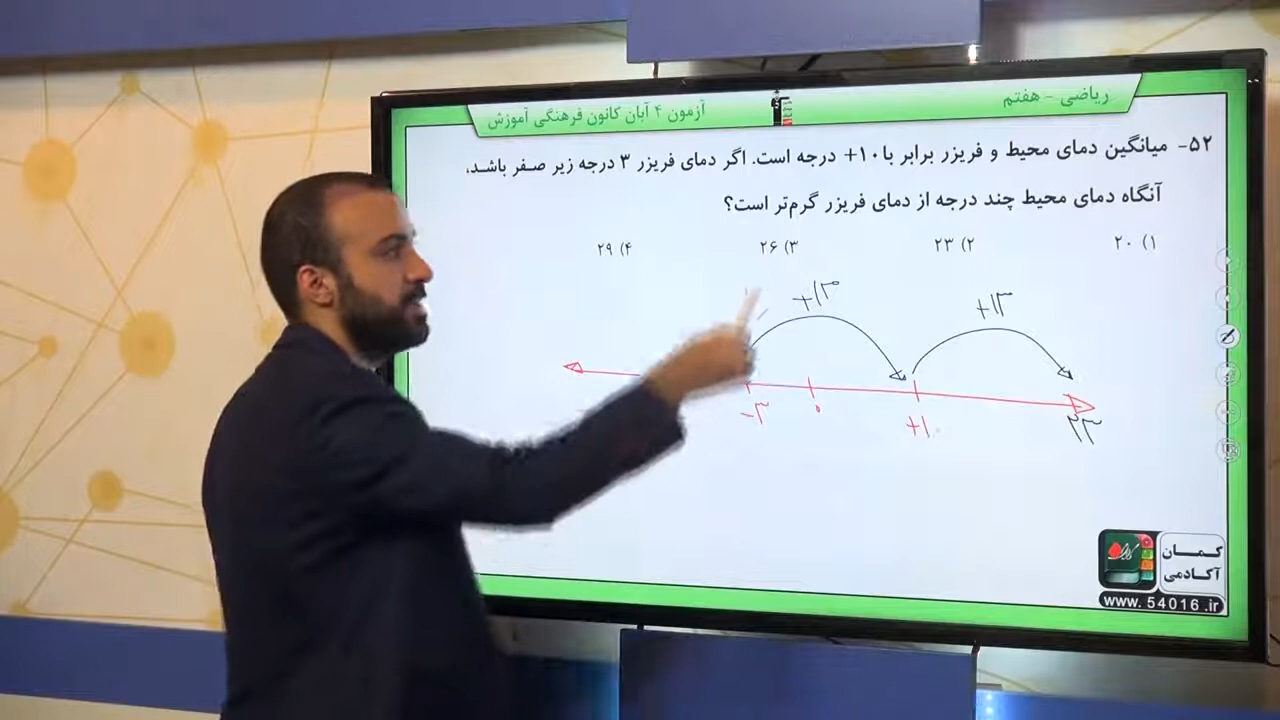 ریاضی - هفتم
آزمون ۴ آبان کانون فرهنگی آموزش
۵۲- میانگین دمای محیط و فریزر برابر با ۱۰+ درجه است. اگر دمای فریزر ۳ درجه زیر صفر باشد،
آنگاه دمای محیط چند درجه از دمای فریزر گرم‌تر است؟
۱) ۲۰ ۲) ۲۳ ۳) ۲۶ ۴) ۲۹
+۱۳ +۱۳
-۳ ۰ +۱۰ ۲۳
کمان
آکادمی
www. 54016 .ir